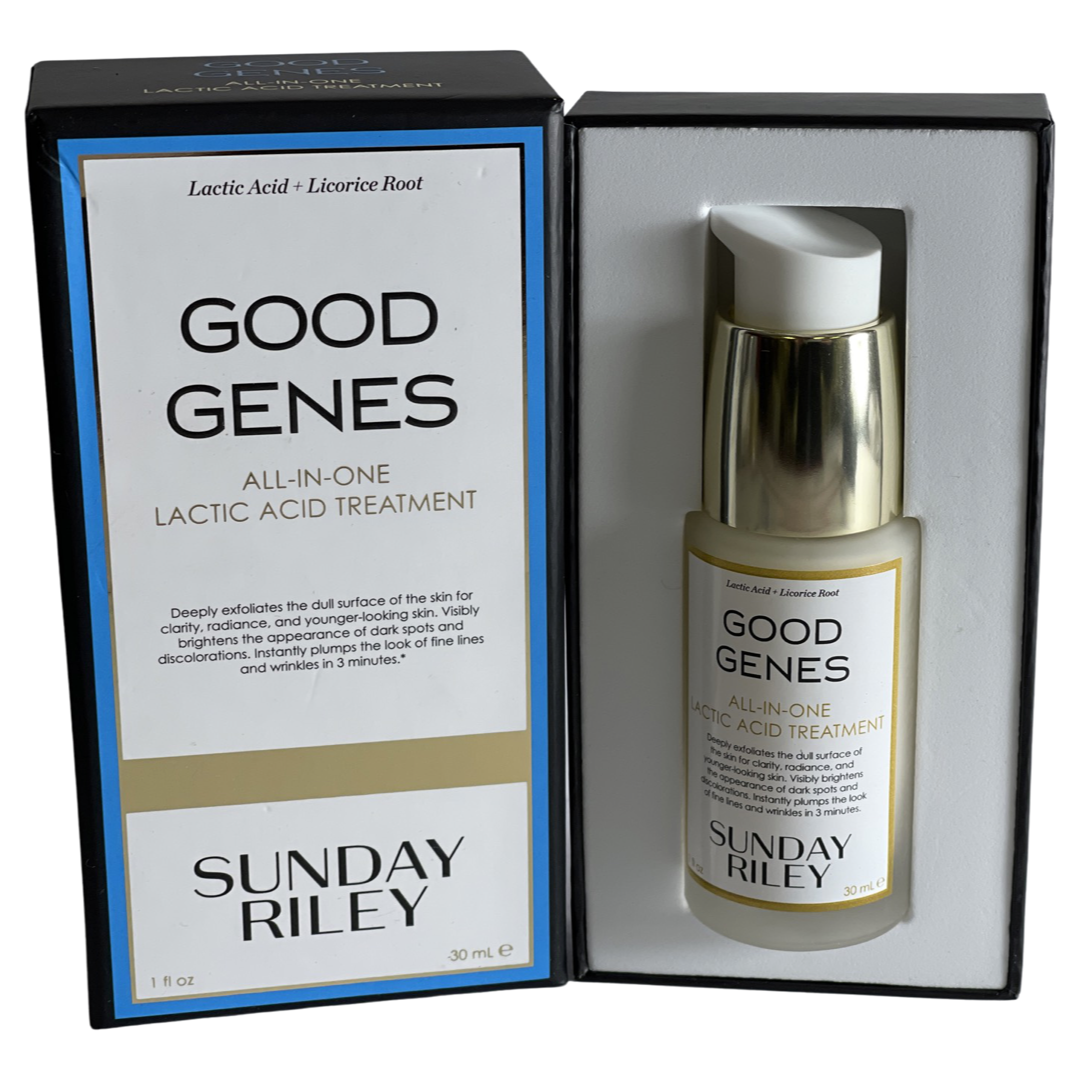 GOOD
GENES
ALL-IN-ONE
LACTIC ACID TREATMENT
Lactic Acid + Licorice Root
GOOD
GENES
ALL-IN-ONE
LACTIC ACID TREATMENT
Deeply exfoliates the dull surface of the skin for
clarity, radiance, and younger-looking skin. Visibly
brightens the appearance of dark spots and
discolorations. Instantly plumps the look of fine lines
and wrinkles in 3 minutes.*
SUNDAY
RILEY
1 fl oz 30 mL ℮
Lactic Acid + Licorice Root
GOOD
GENES
ALL-IN-ONE
LACTIC ACID TREATMENT
Deeply exfoliates the dull surface of
the skin for clarity, radiance, and
younger-looking skin. Visibly brightens
the appearance of dark spots and
discolorations. Instantly plumps the look
of fine lines and wrinkles in 3 minutes.
SUNDAY
RILEY
fl oz 30 mL ℮